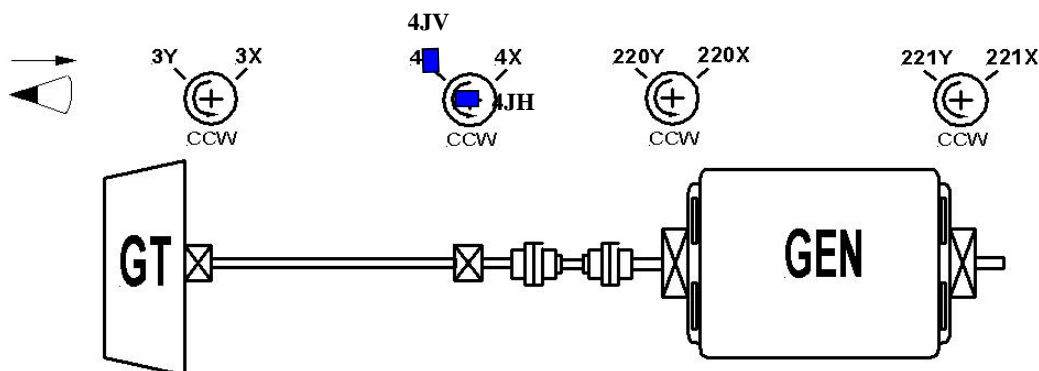 4JV
3Y 3X 4 4X 220Y 220X 221Y 221X
4JH
CCW CCW CCW CCW
GT GEN